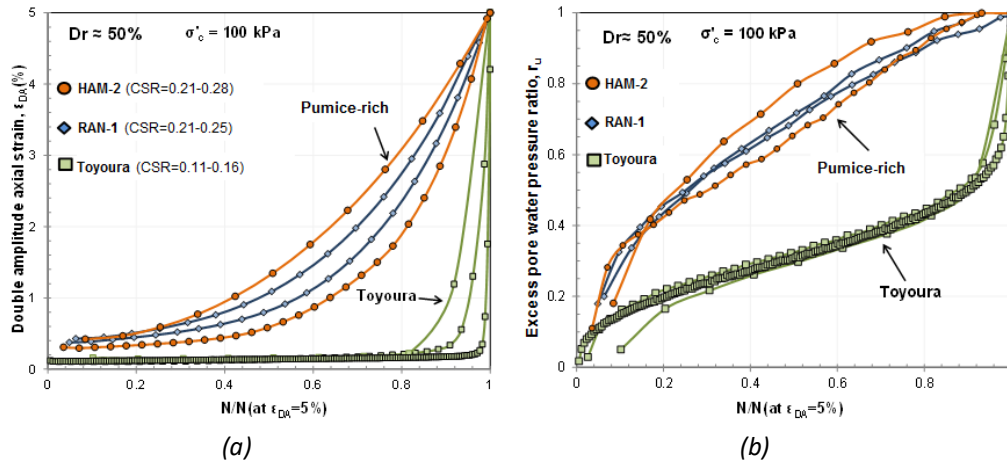 Dr ≈ 50% σ'c = 100 kPa
HAM-2 (CSR=0.21-0.28)
RAN-1 (CSR=0.21-0.25)
Toyoura (CSR=0.11-0.16)
Pumice-rich
Toyoura
Double amplitude axial strain, εDA (%)
5
4
3
2
1
0
0 0.2 0.4 0.6 0.8 1
N/N (at εDA=5%)
(a)
Dr≈ 50% σ'c = 100 kPa
HAM-2
RAN-1
Toyoura
Pumice-rich
Toyoura
Excess pore water pressure ratio, ru
1
0.8
0.6
0.4
0.2
0
0 0.2 0.4 0.6 0.8
N/N (at εDA=5%)
(b)